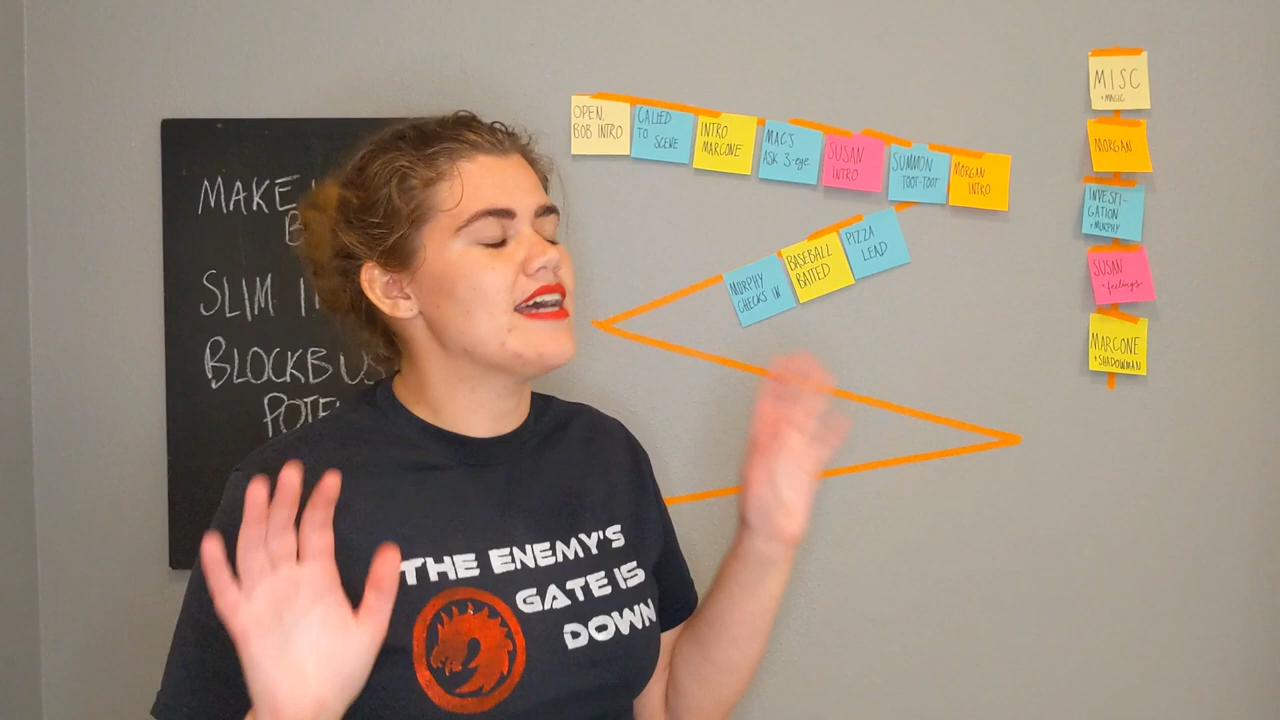 MAKE
SLIM
BLOCKBUS
OPEN,
BOB INTRO
CALLED
TO SCENE
INTRO
MARCONE
MAC'S
ASK 3-eye
SUSAN
INTRO
SUMMON
TOOT-TOOT
MORGAN
INTRO
MURPHY
CHECKS IN
BASEBALL
BATTED
PIZZA
LEAD
MISC
+ MAGIC
MORGAN
INVESTI-
GATION
+ MURPHY
SUSAN
+ feelings
MARCONE
+ SHADOWMAN
THE ENEMY'S
GATE IS
DOWN